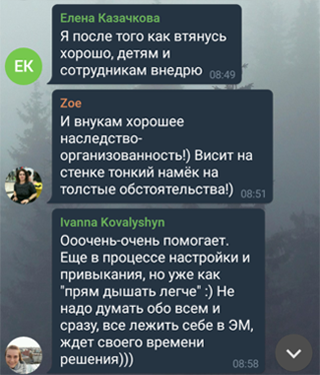 Елена Казачкова
Я после того как втянусь
хорошо, детям и
сотрудникам внедрю 08:49
EK
Zoe
И внукам хорошее
наследство-
организованность!) Висит на
стенке тонкий намёк на
толстые обстоятельства!) 08:51
Ivanna Kovalyshyn
Ооочень-очень помогает.
Еще в процессе настройки и
привыкания, но уже как
"прям дышать легче" :) Не
надо думать обо всем и
сразу, все лежить себе в ЭМ,
ждет своего времени
решения))) 08:58